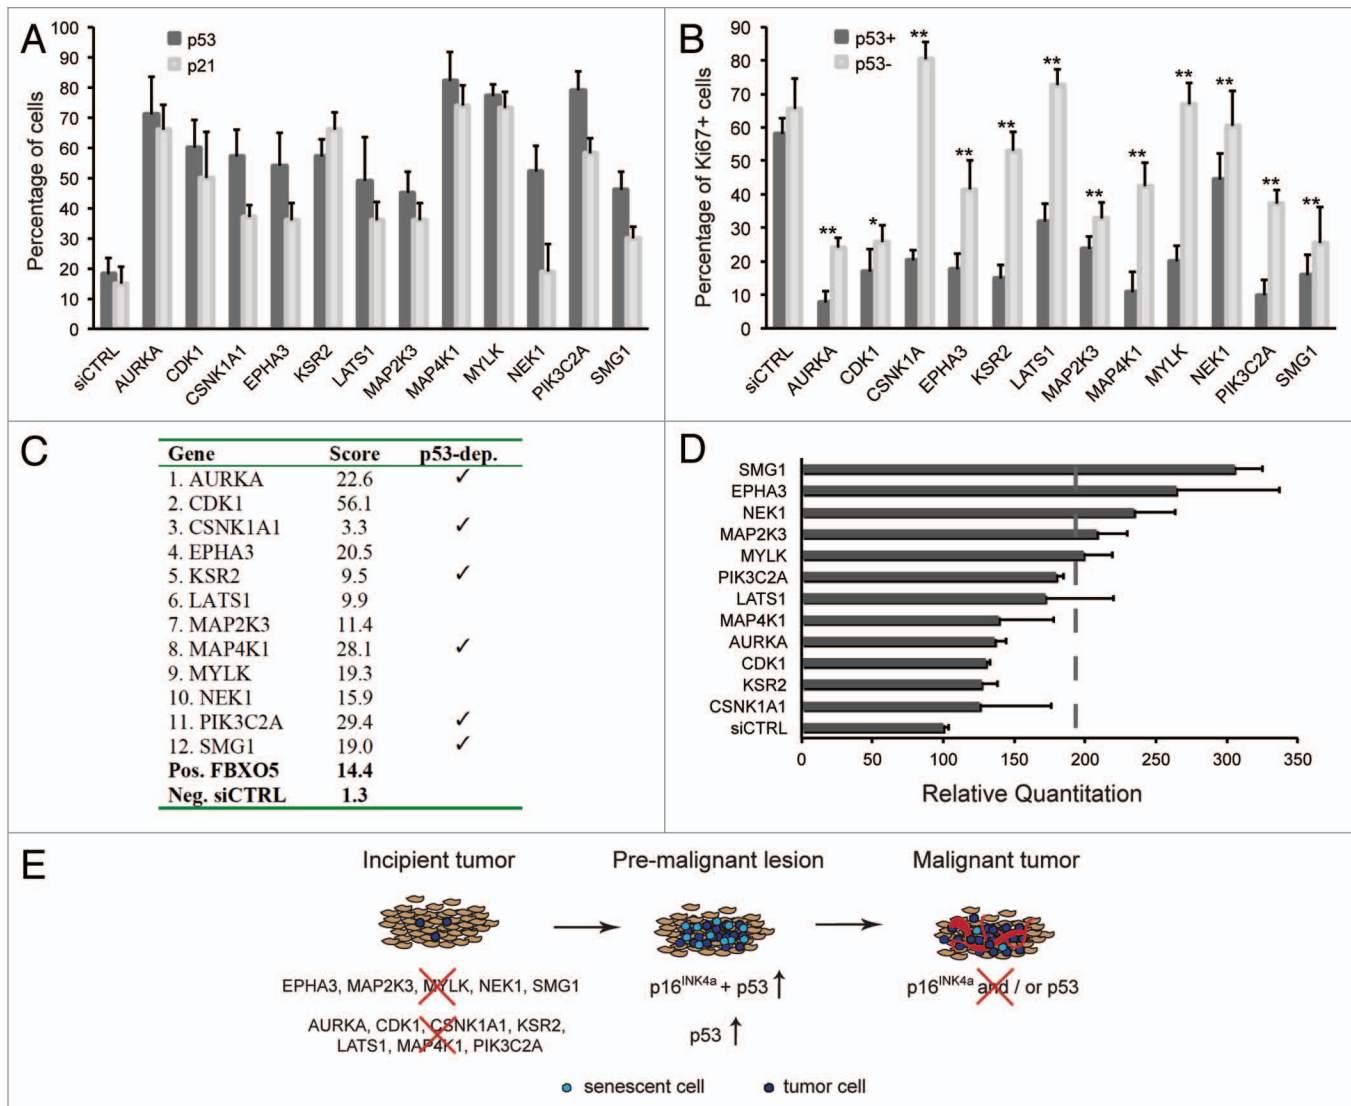 A
100
90
80
70
60
50
40
30
20
10
0
Percentage of cells
p53
p21
siCTRL
AURKA
CDK1
CSNK1A1
EPHA3
KSR2
LATS1
MAP2K3
MAP4K1
MYLK
NEK1
PIK3C2A
SMG1
B
90
80
70
60
50
40
30
20
10
0
Percentage of Ki67+ cells
p53+
p53-
**
*
**
**
**
**
**
**
**
**
**
**
siCTRL
AURKA
CDK1
CSNK1A
EPHA3
KSR2
LATS1
MAP2K3
MAP4K1
MYLK
NEK1
PIK3C2A
SMG1
C
Gene Score p53-dep.
1. AURKA 22.6 ✓
2. CDK1 56.1
3. CSNK1A1 3.3 ✓
4. EPHA3 20.5
5. KSR2 9.5 ✓
6. LATS1 9.9
7. MAP2K3 11.4
8. MAP4K1 28.1 ✓
9. MYLK 19.3
10. NEK1 15.9
11. PIK3C2A 29.4 ✓
12. SMG1 19.0 ✓
Pos. FBXO5 14.4
Neg. siCTRL 1.3
D
SMG1
EPHA3
NEK1
MAP2K3
MYLK
PIK3C2A
LATS1
MAP4K1
AURKA
CDK1
KSR2
CSNK1A1
siCTRL
0 50 100 150 200 250 300 350
Relative Quantitation
E
Incipient tumor Pre-malignant lesion Malignant tumor
EPHA3, MAP2K3, MYLK, NEK1, SMG1 p16INK4a + p53 ↑ p16INK4a and / or p53
AURKA, CDK1, CSNK1A1, KSR2,
LATS1, MAP4K1, PIK3C2A p53 ↑
senescent cell tumor cell